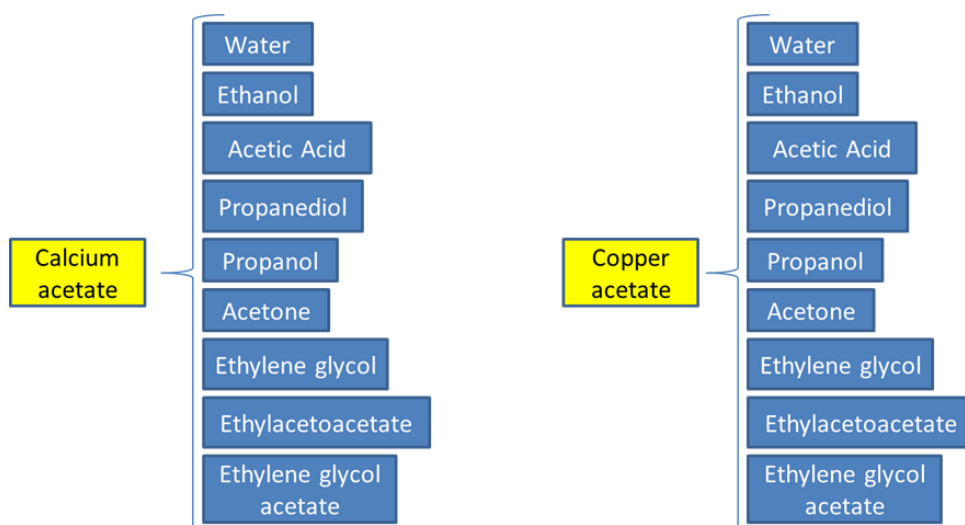 Calcium
acetate
Water
Ethanol
Acetic Acid
Propanediol
Propanol
Acetone
Ethylene glycol
Ethylacetoacetate
Ethylene glycol
acetate
Copper
acetate
Water
Ethanol
Acetic Acid
Propanediol
Propanol
Acetone
Ethylene glycol
Ethylacetoacetate
Ethylene glycol
acetate